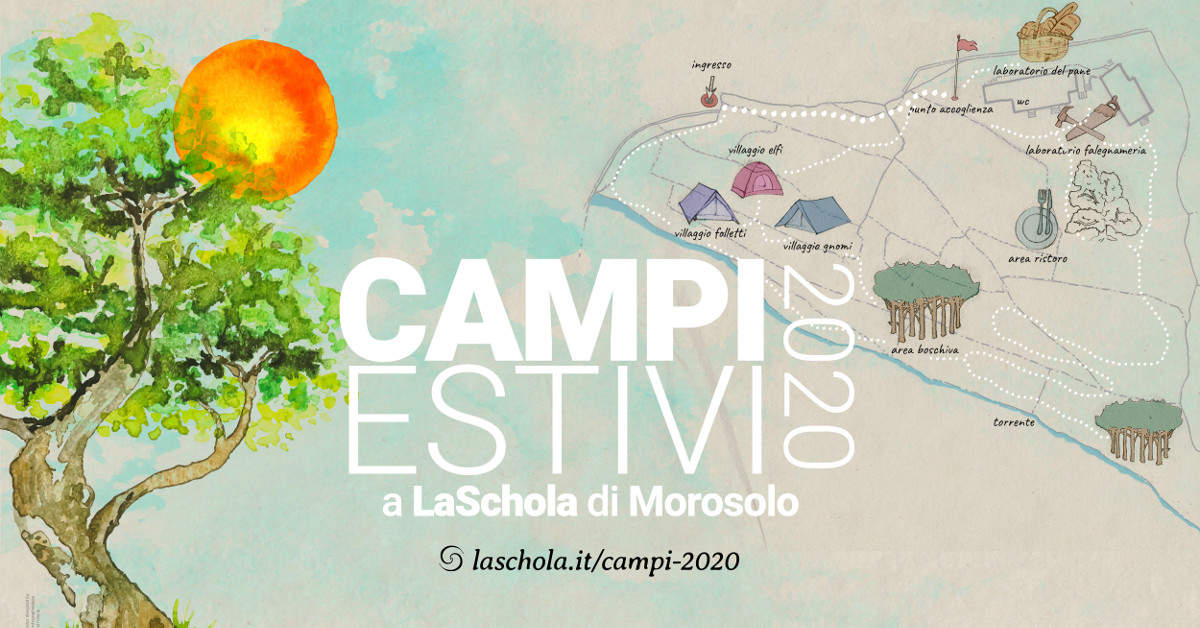 ingresso
laboratorio del pane
wc
punto accoglienza
villaggio elfi
laboratorio falegnameria
villaggio folletti
villaggio gnomi
area ristoro
CAMPI
ESTIVI
2020
a LaSchola di Morosolo
area boschiva
torrente
laschola.it/campi-2020